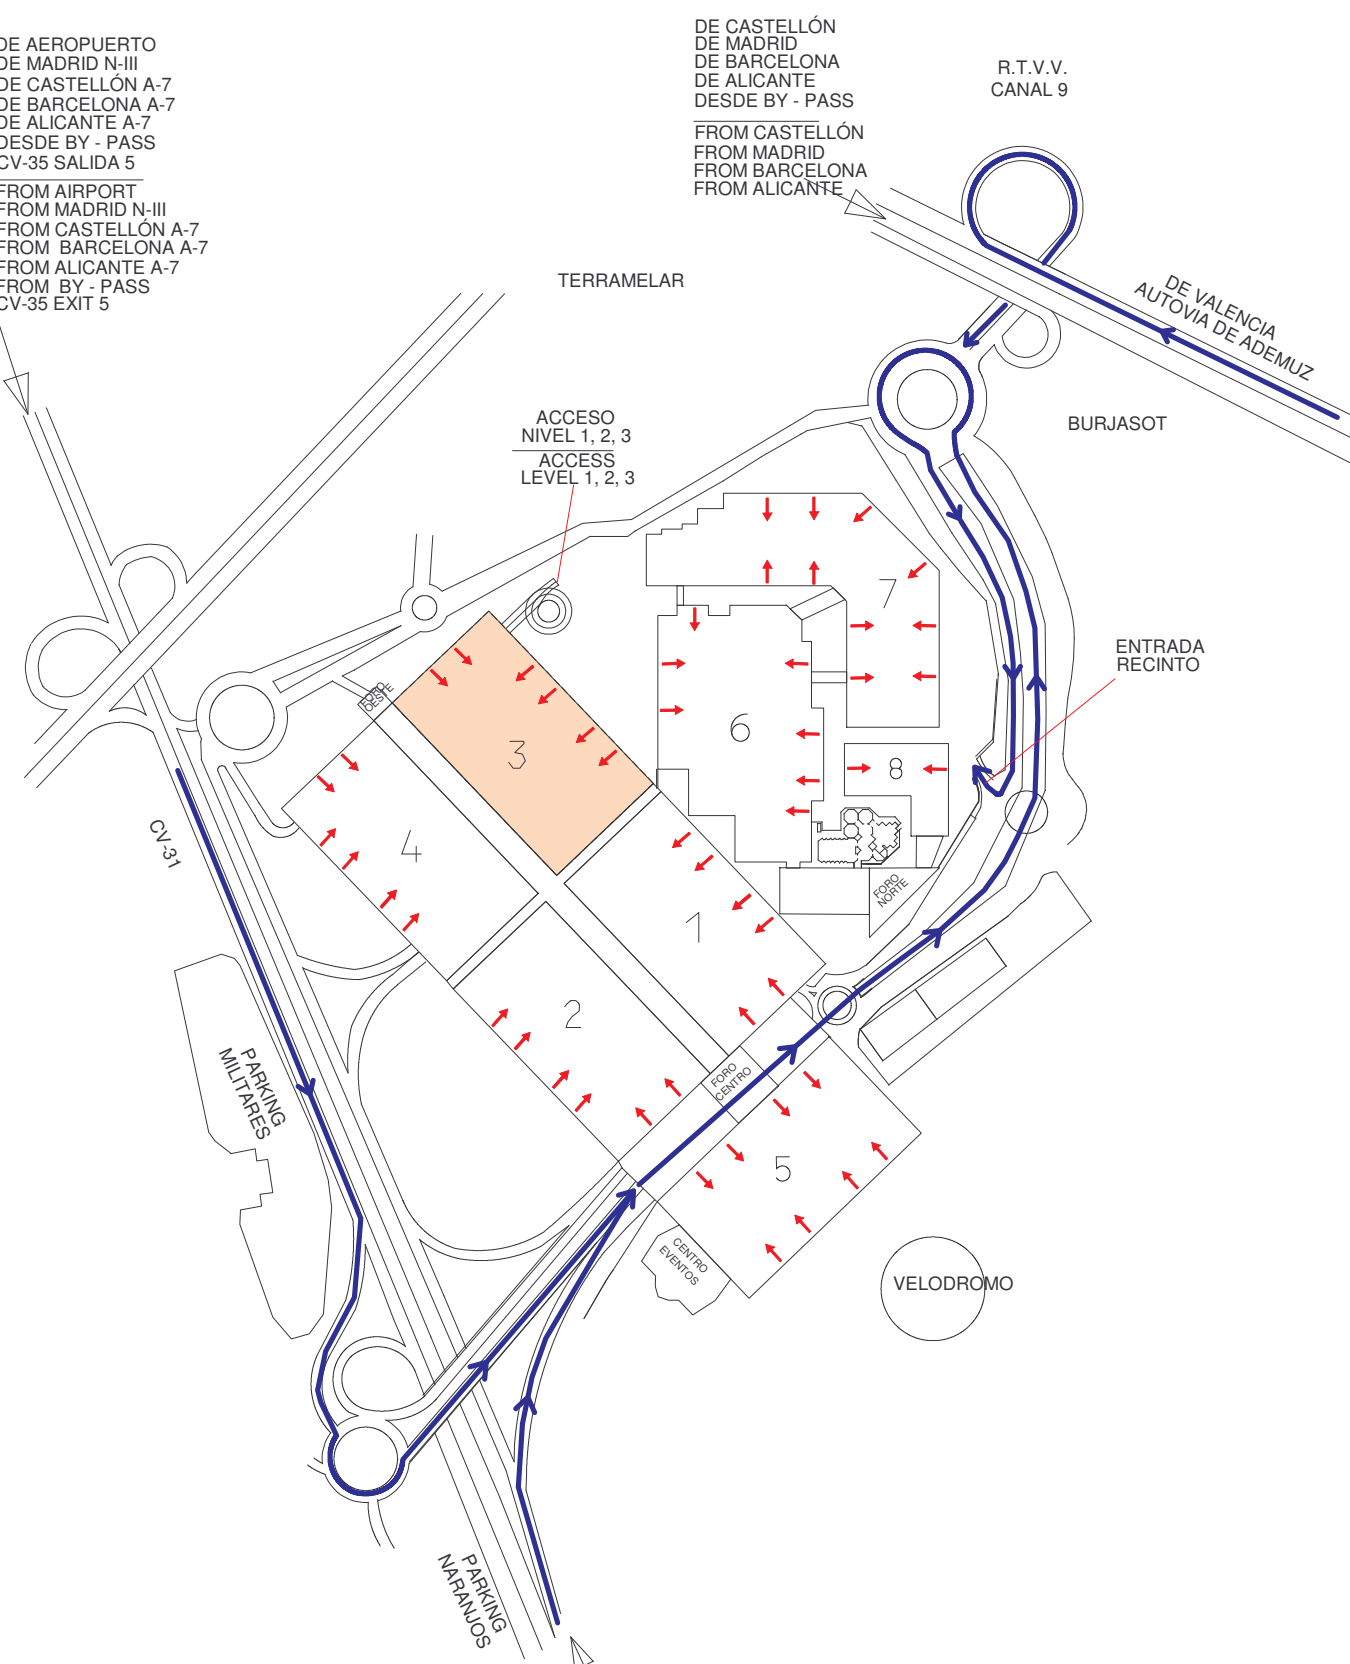 DE AEROPUERTO
DE MADRID N-III
DE CASTELLÓN A-7
DE BARCELONA A-7
DE ALICANTE A-7
DESDE BY - PASS
CV-35 SALIDA 5
FROM AIRPORT
FROM MADRID N-III
FROM CASTELLÓN A-7
FROM BARCELONA A-7
FROM ALICANTE A-7
FROM BY - PASS
CV-35 EXIT 5
DE CASTELLÓN
DE MADRID
DE BARCELONA
DE ALICANTE
DESDE BY - PASS
FROM CASTELLÓN
FROM MADRID
FROM BARCELONA
FROM ALICANTE
R.T.V.V.
CANAL 9
TERRAMELAR
DE VALENCIA
AUTOVIA DE ADEMUZ
BURJASOT
ACCESO
NIVEL 1, 2, 3
ACCESS
LEVEL 1, 2, 3
7
ENTRADA
RECINTO
FORO
OESTE
3
6
8
4
CV-31
FORO
NORTE
1
2
PARKING
MILITARES
FORO
CENTRO
5
CENTRO
EVENTOS
VELODROMO
PARKING
NARANJOS